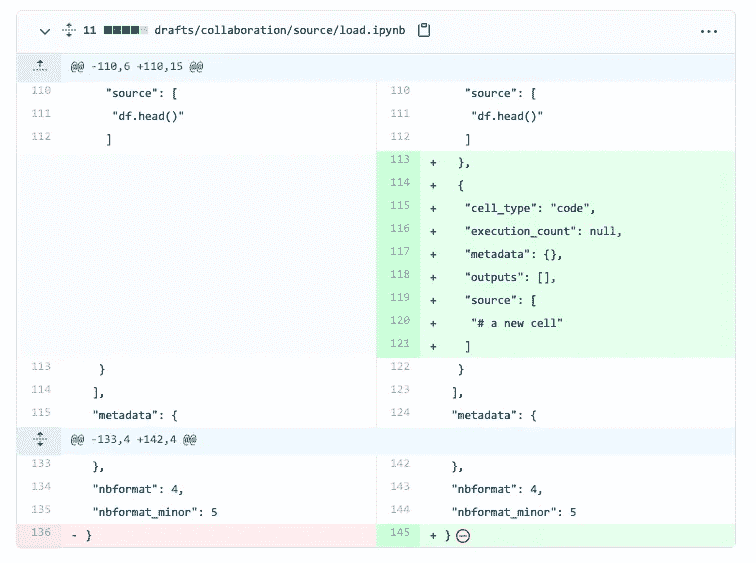 11 drafts/collaboration/source/load.ipynb
@@ -110,6 +110,15 @@
110 "source": [ 110 "source": [
111 "df.head()" 111 "df.head()"
112 ] 112 ]
113 + },
114 + {
115 + "cell_type": "code",
116 + "execution_count": null,
117 + "metadata": {},
118 + "outputs": [],
119 + "source": [
120 + "# a new cell"
121 + ]
113 } 122 }
114 ], 123 ],
115 "metadata": { 124 "metadata": {
@@ -133,4 +142,4 @@
133 }, 142 },
134 "nbformat": 4, 143 "nbformat": 4,
135 "nbformat_minor": 5 144 "nbformat_minor": 5
136 - } 145 + }